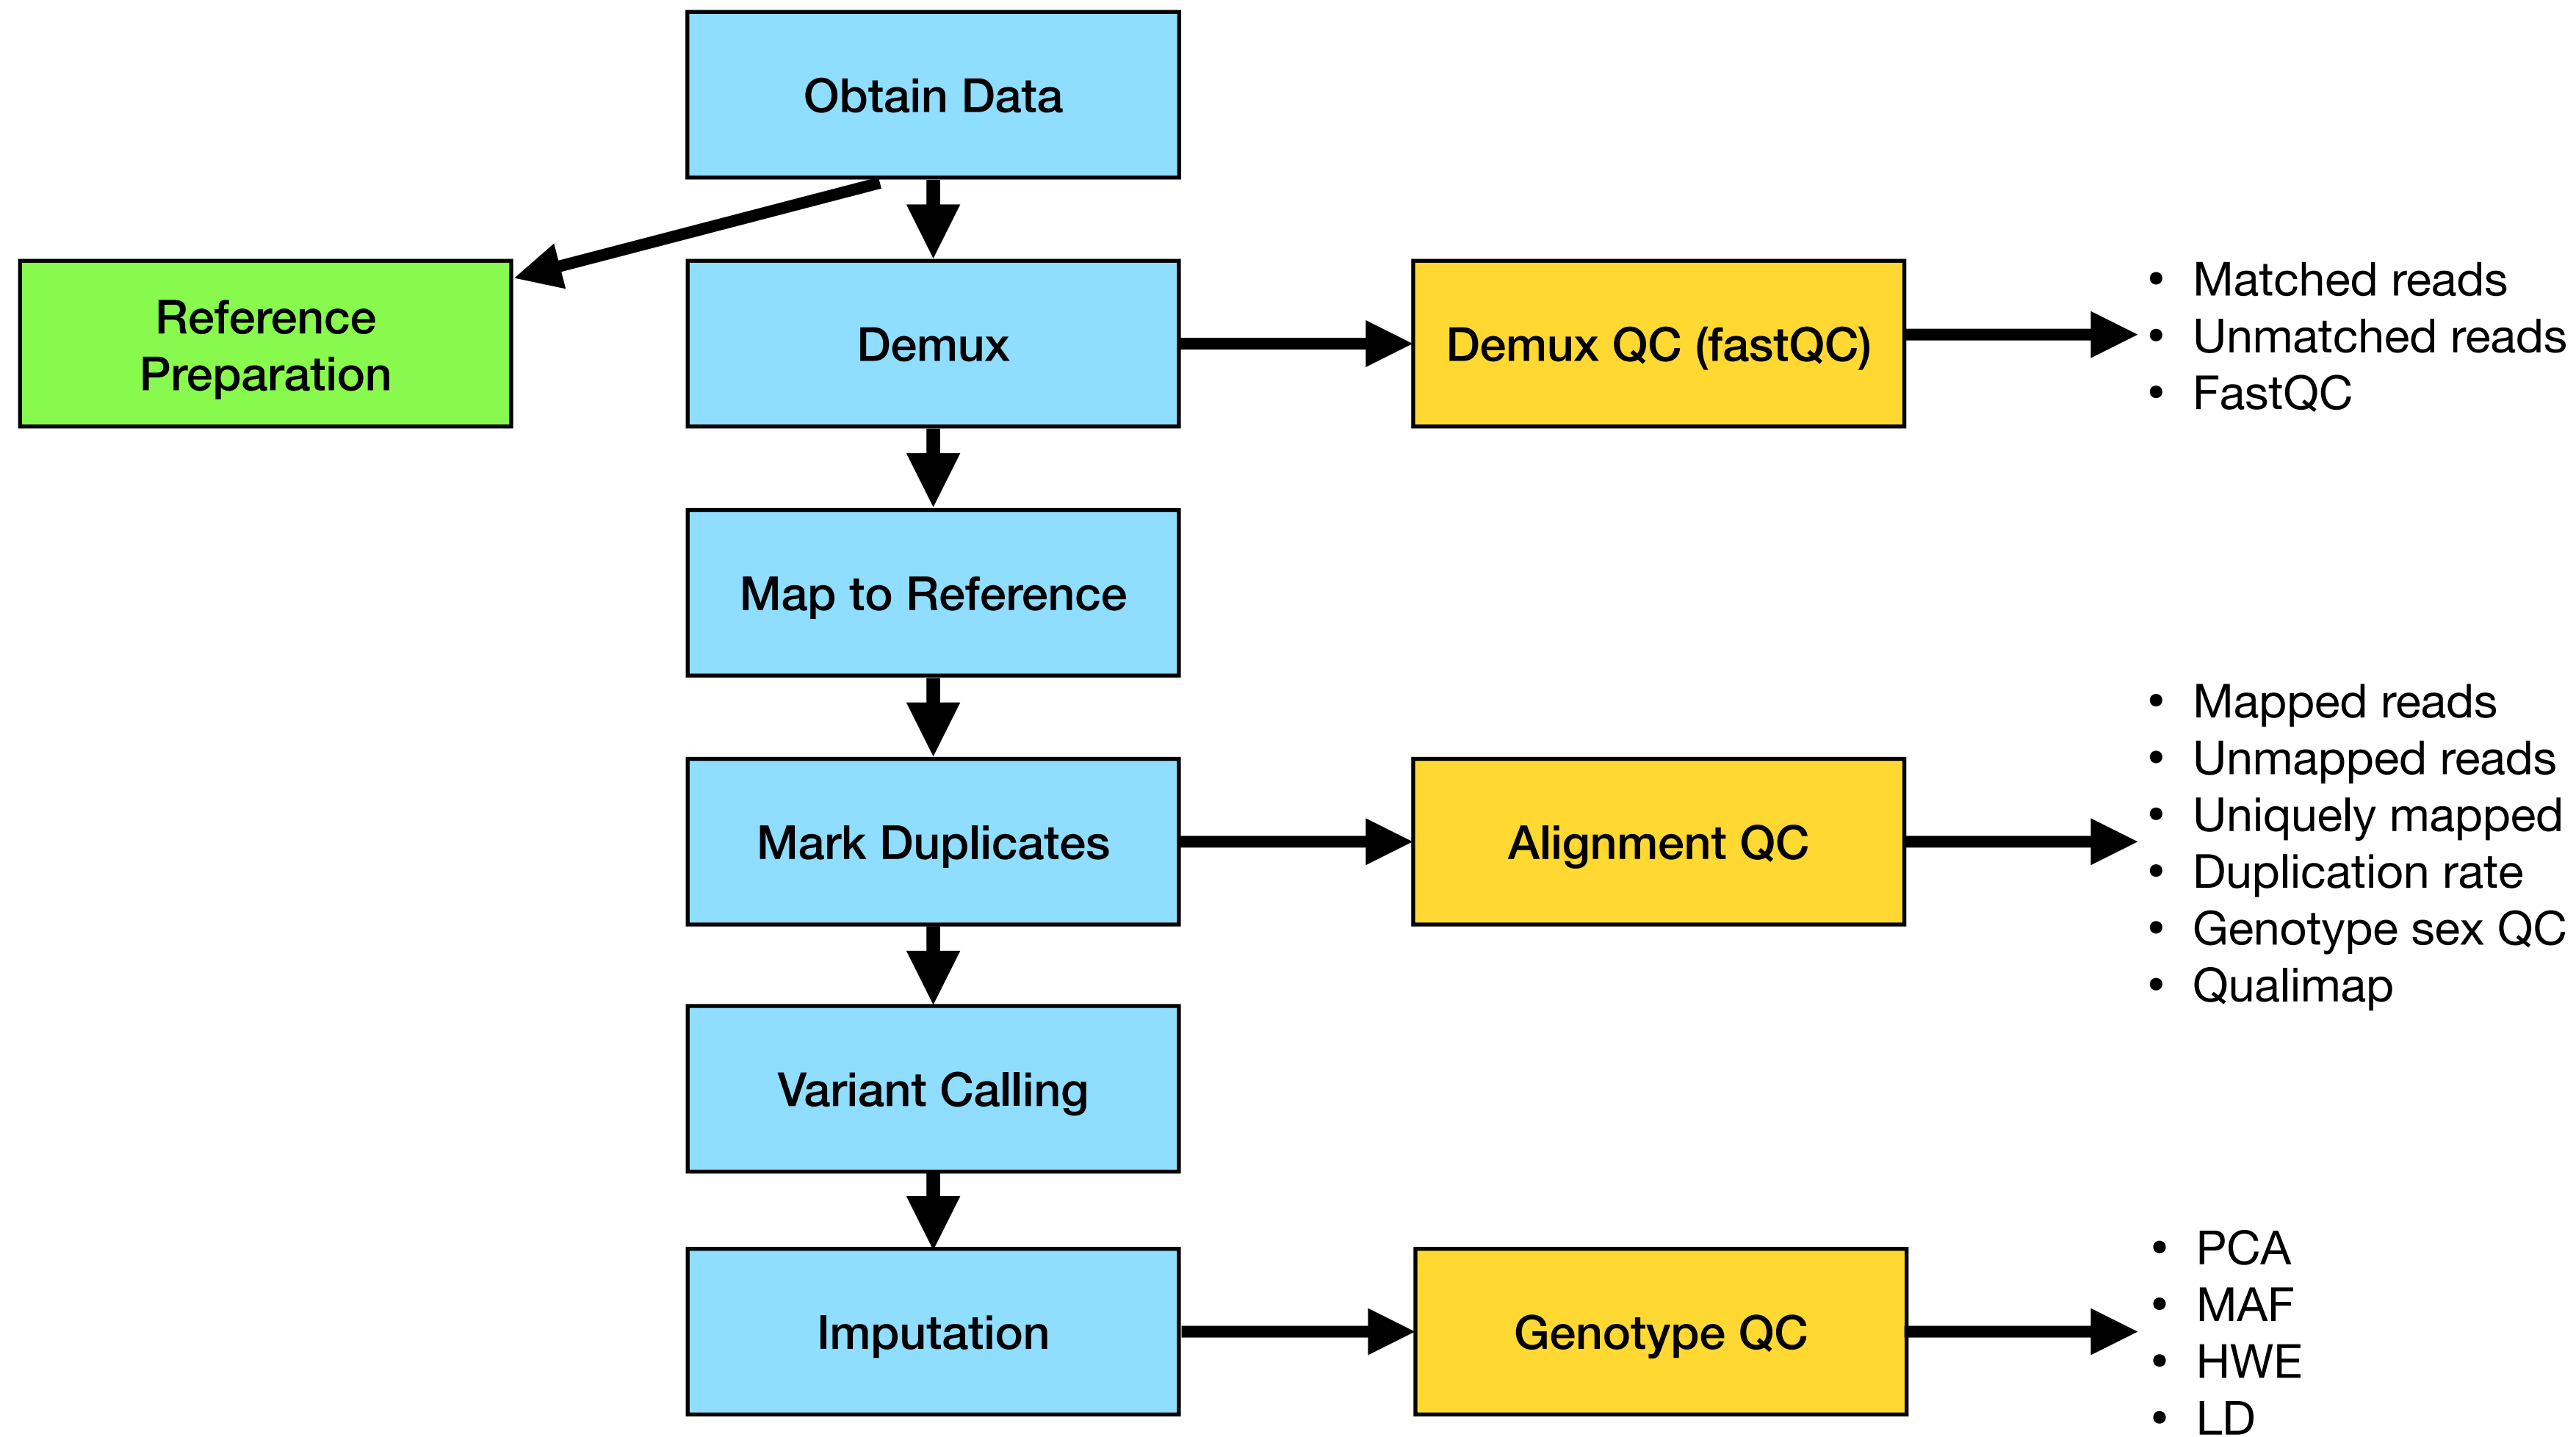 Obtain Data
Reference
Preparation
Demux
Demux QC (fastQC)
• Matched reads
• Unmatched reads
• FastQC
Map to Reference
Mark Duplicates
Alignment QC
• Mapped reads
• Unmapped reads
• Uniquely mapped
• Duplication rate
• Genotype sex QC
• Qualimap
Variant Calling
Imputation
Genotype QC
• PCA
• MAF
• HWE
• LD